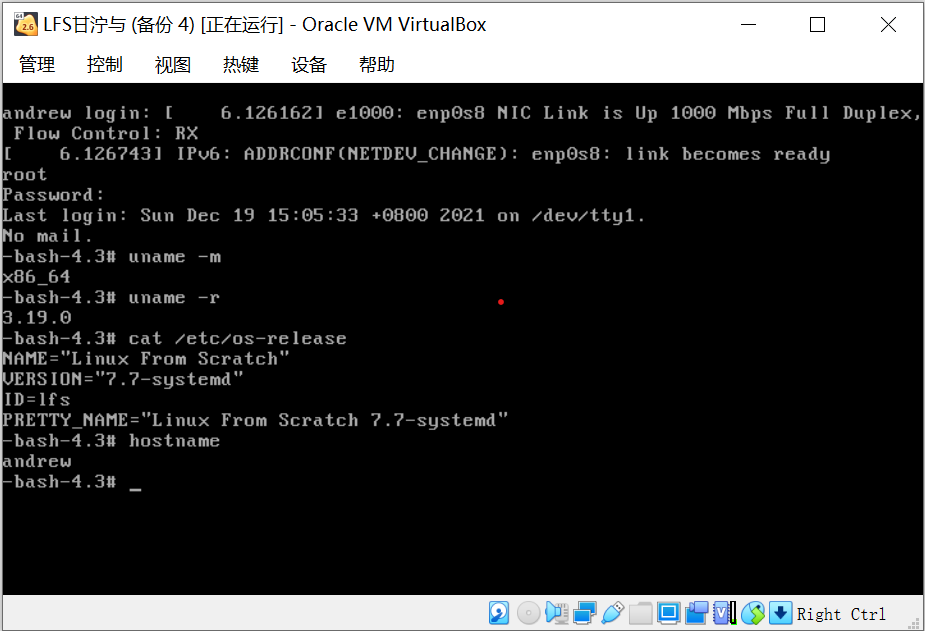 LFS甘泞与 (备份 4) [正在运行] - Oracle VM VirtualBox
管理 控制 视图 热键 设备 帮助
andrew login: [    6.126162] e1000: enp0s8 NIC Link is Up 1000 Mbps Full Duplex,
 Flow Control: RX
[    6.126743] IPv6: ADDRCONF(NETDEV_CHANGE): enp0s8: link becomes ready
root
Password:
Last login: Sun Dec 19 15:05:33 +0800 2021 on /dev/tty1.
No mail.
-bash-4.3# uname -m
x86_64
-bash-4.3# uname -r
3.19.0
-bash-4.3# cat /etc/os-release
NAME="Linux From Scratch"
VERSION="7.7-systemd"
ID=lfs
PRETTY_NAME="Linux From Scratch 7.7-systemd"
-bash-4.3# hostname
andrew
-bash-4.3# _
Right Ctrl